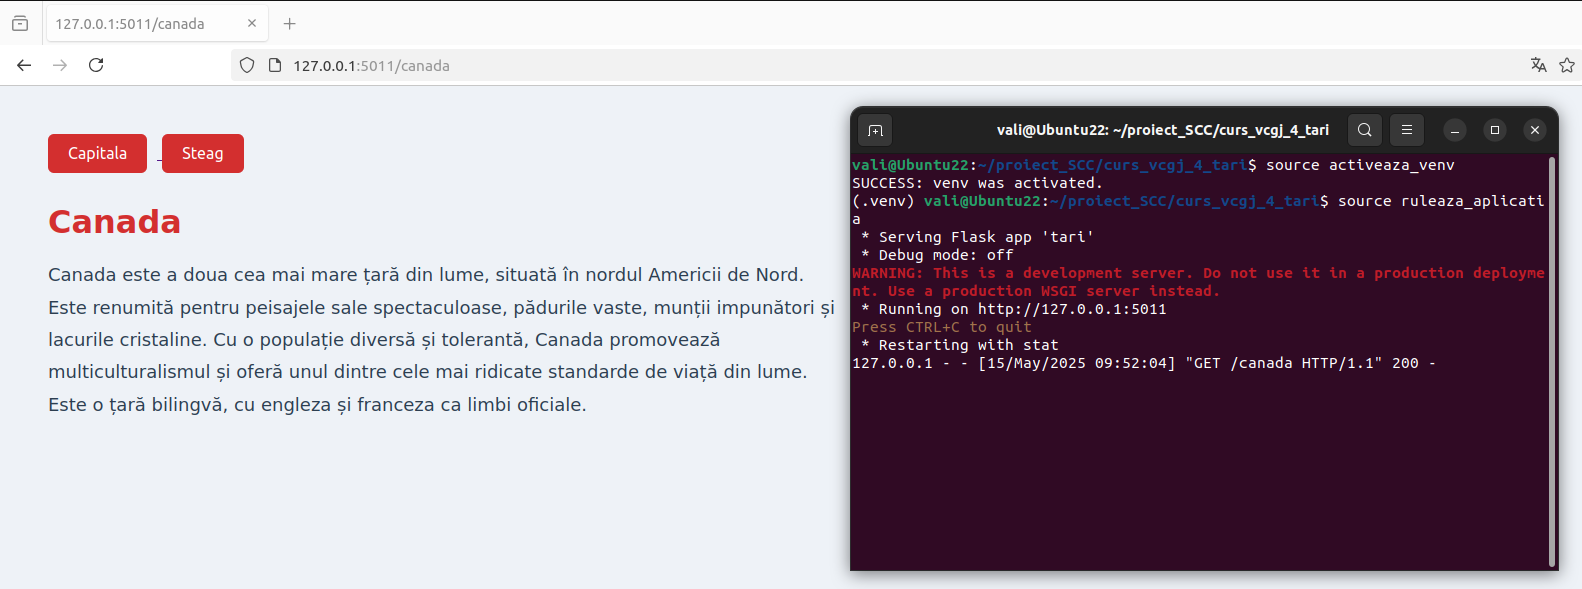 127.0.0.1:5011/canada
127.0.0.1:5011/canada
Capitala Steag
Canada
Canada este a doua cea mai mare țară din lume, situată în nordul Americii de Nord.
Este renumită pentru peisajele sale spectaculoase, pădurile vaste, munții impunători și
lacurile cristaline. Cu o populație diversă și tolerantă, Canada promovează
multiculturalismul și oferă unul dintre cele mai ridicate standarde de viață din lume.
Este o țară bilingvă, cu engleza și franceza ca limbi oficiale.
vali@Ubuntu22: ~/proiect_SCC/curs_vcgj_4_tari
vali@Ubuntu22:~/proiect_SCC/curs_vcgj_4_tari$ source activeaza_venv
SUCCESS: venv was activated.
(.venv) vali@Ubuntu22:~/proiect_SCC/curs_vcgj_4_tari$ source ruleaza_aplicati
a
 * Serving Flask app 'tari'
 * Debug mode: off
WARNING: This is a development server. Do not use it in a production deployme
nt. Use a production WSGI server instead.
 * Running on http://127.0.0.1:5011
Press CTRL+C to quit
 * Restarting with stat
127.0.0.1 - - [15/May/2025 09:52:04] "GET /canada HTTP/1.1" 200 -